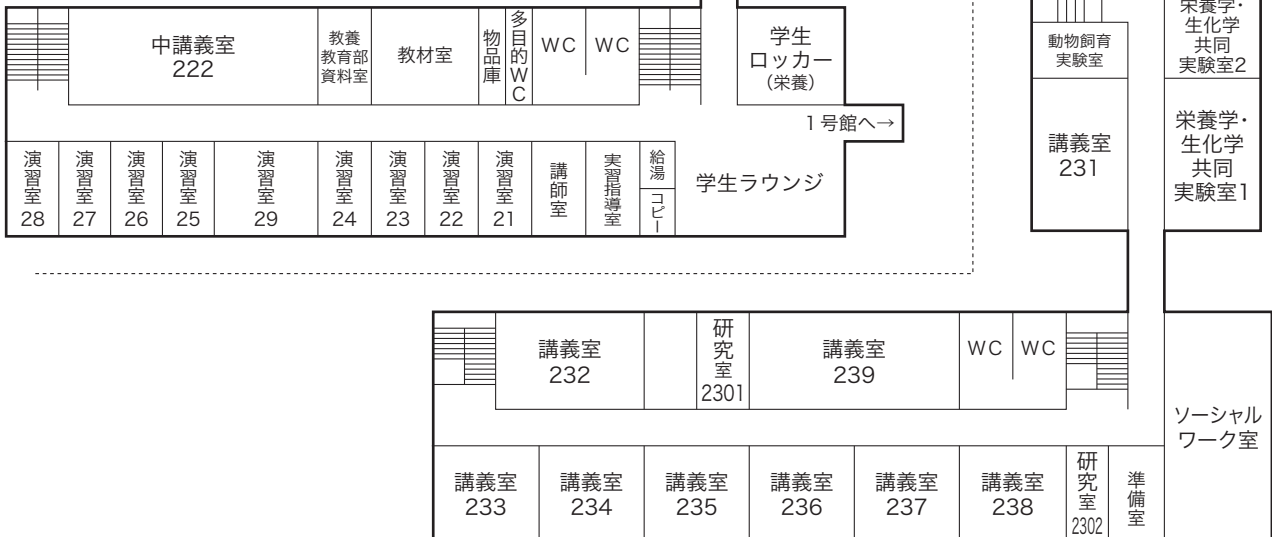 中講義室
222
教養
教育部
資料室
教材室
物品庫
多目的WC
WC
WC
学生
ロッカー
（栄養）
1号館へ→
演習室
28
演習室
27
演習室
26
演習室
25
演習室
29
演習室
24
演習室
23
演習室
22
演習室
21
講師室
実習指導室
給湯
コピー
学生ラウンジ
動物飼育
実験室
栄養学・
生化学
共同
実験室2
講義室
231
栄養学・
生化学
共同
実験室1
講義室
232
研究室
2301
講義室
239
WC
WC
ソーシャル
ワーク室
講義室
233
講義室
234
講義室
235
講義室
236
講義室
237
講義室
238
研究室
2302
準備室